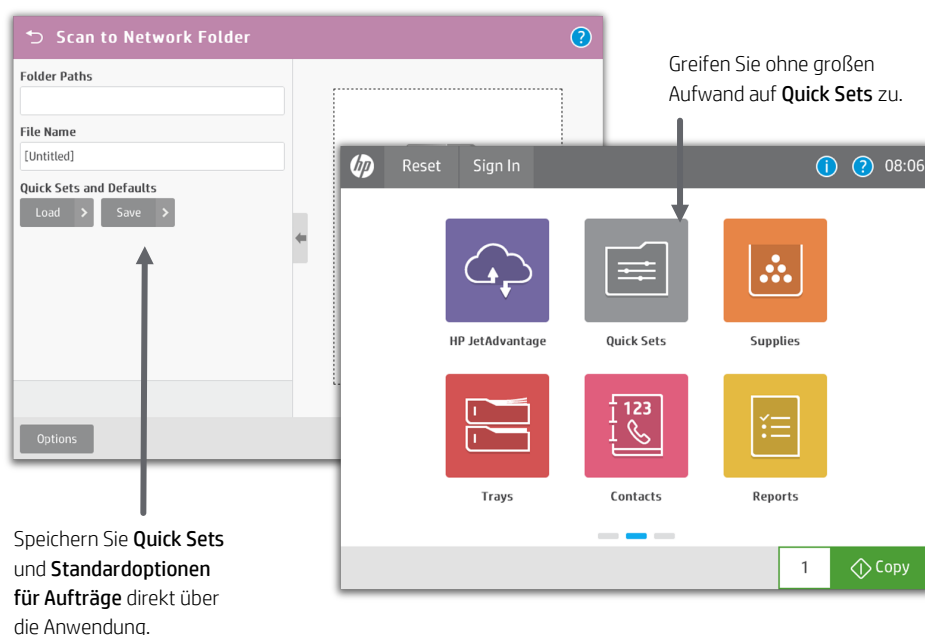 Scan to Network Folder
?
Folder Paths
File Name
[Untitled]
Quick Sets and Defaults
Load >
Save >
Options
Greifen Sie ohne großen
Aufwand auf Quick Sets zu.
hp
Reset
Sign In
i
?
08:06
HP JetAdvantage
Quick Sets
Supplies
123
Trays
Contacts
Reports
1
Copy
Speichern Sie Quick Sets
und Standardoptionen
für Aufträge direkt über
die Anwendung.